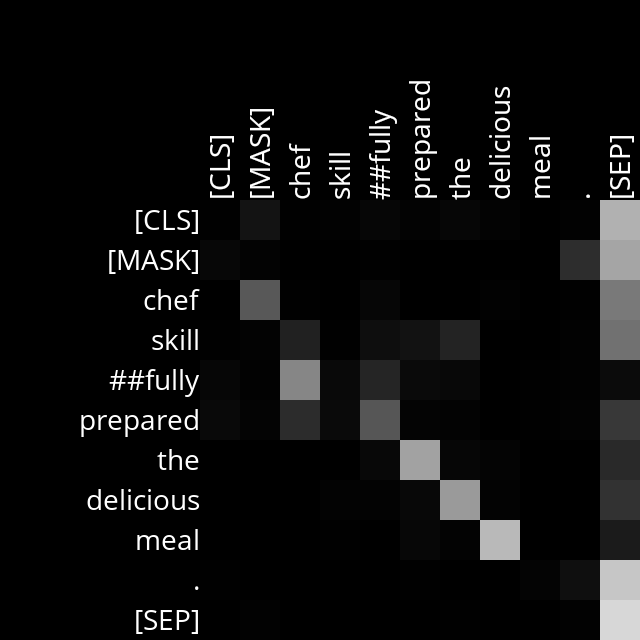 [CLS]
[MASK]
chef
skill
##fully
prepared
the
delicious
meal
.
[SEP]
[CLS]
[MASK]
chef
skill
##fully
prepared
the
delicious
meal
.
[SEP]